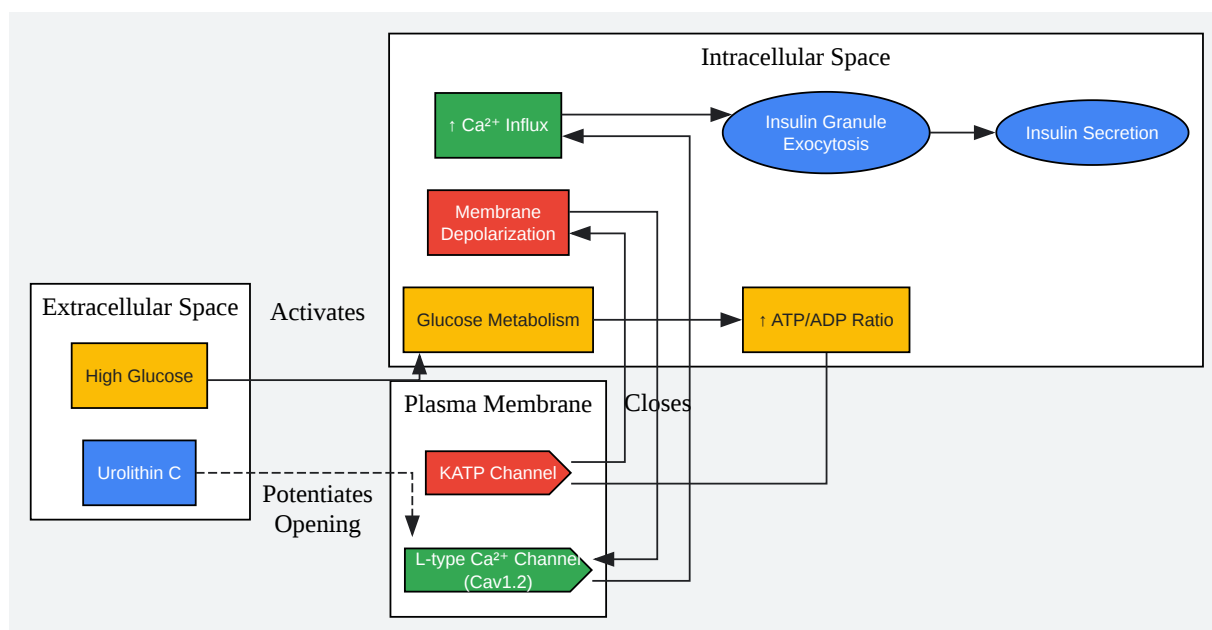 Intracellular Space
↑ Ca²⁺ Influx
Insulin Granule
Exocytosis
Insulin Secretion
Membrane
Depolarization
Extracellular Space
Activates
Glucose Metabolism
↑ ATP/ADP Ratio
High Glucose
Plasma Membrane
Closes
Urolithin C
KATP Channel
Potentiates
Opening
L-type Ca²⁺ Channel
(Cav1.2)